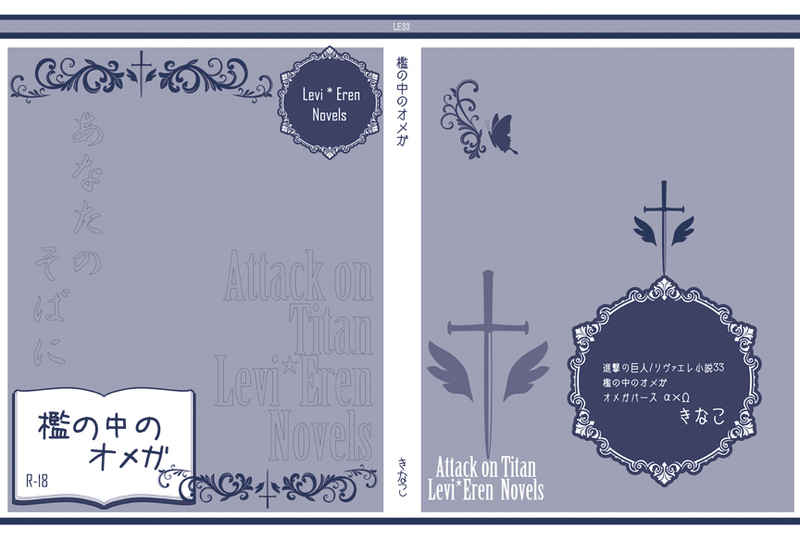 LE33
Levi * Eren
Novels
あなたの
そばに
Attack on
Titan
Levi*Eren
Novels
檻の中の
オメガ
R-18
檻の中のオメガ
きなこ
進撃の巨人/リヴァエレ小説33
檻の中のオメガ
オメガバース α×Ω
きなこ
Attack on Titan
Levi*Eren Novels